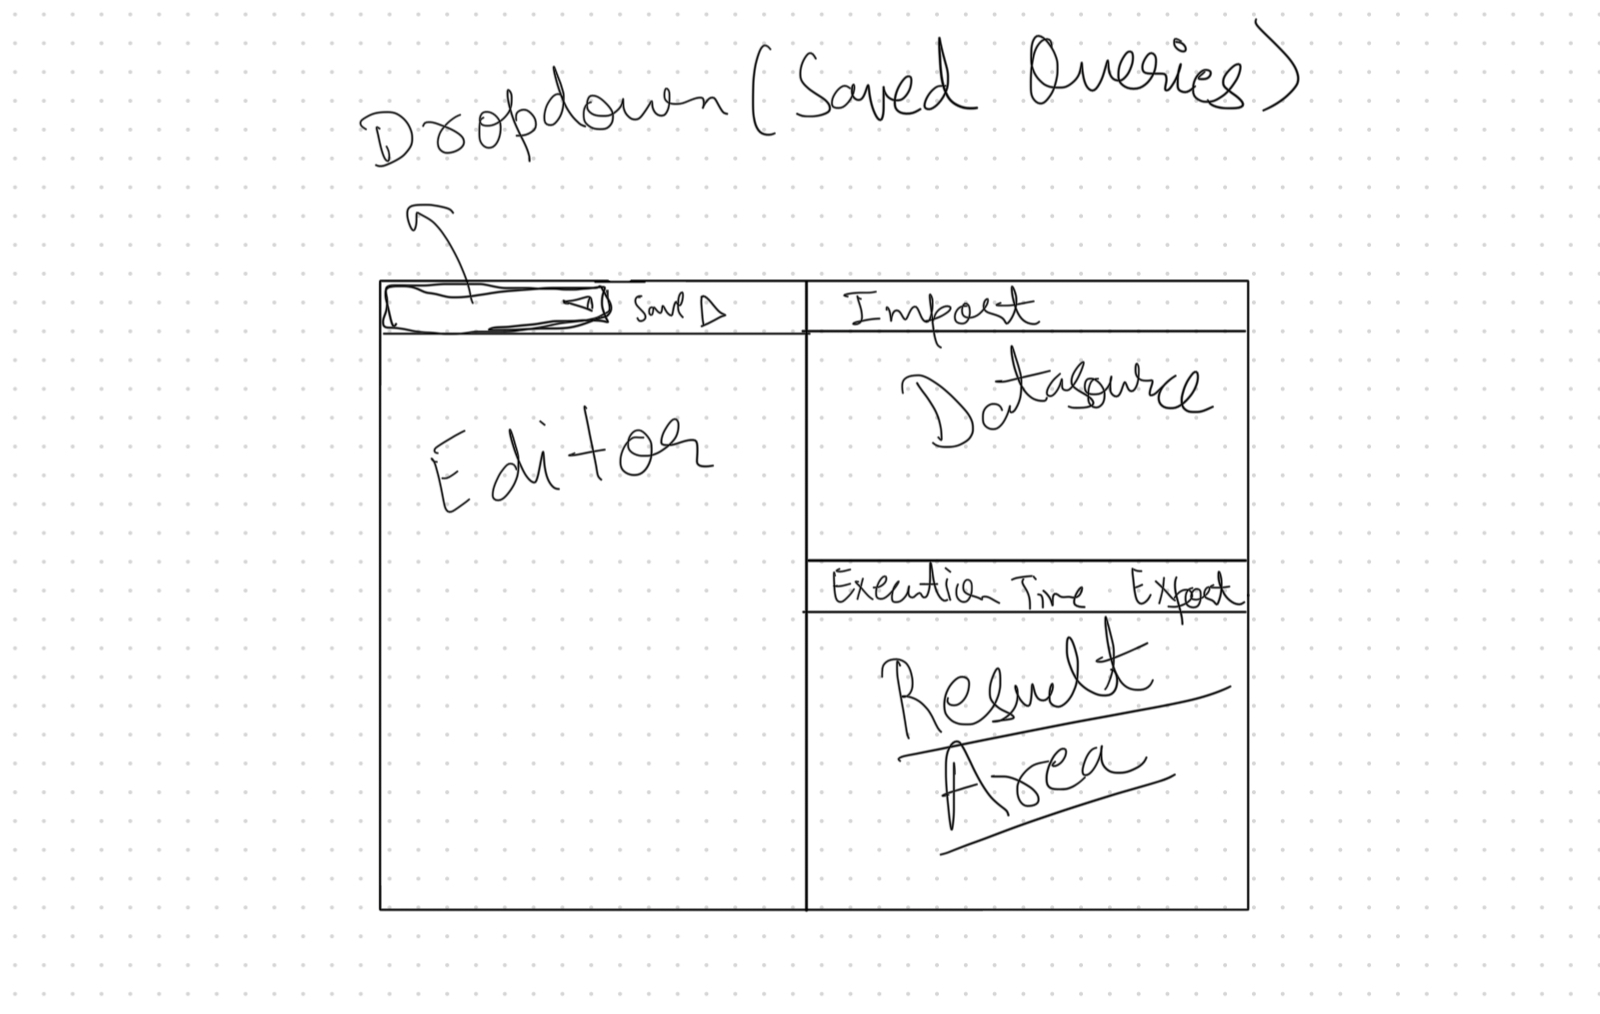 Dropdown (Saved Queries)
Save
Import
Datasource
Editor
Execution Time Export
Result
Area